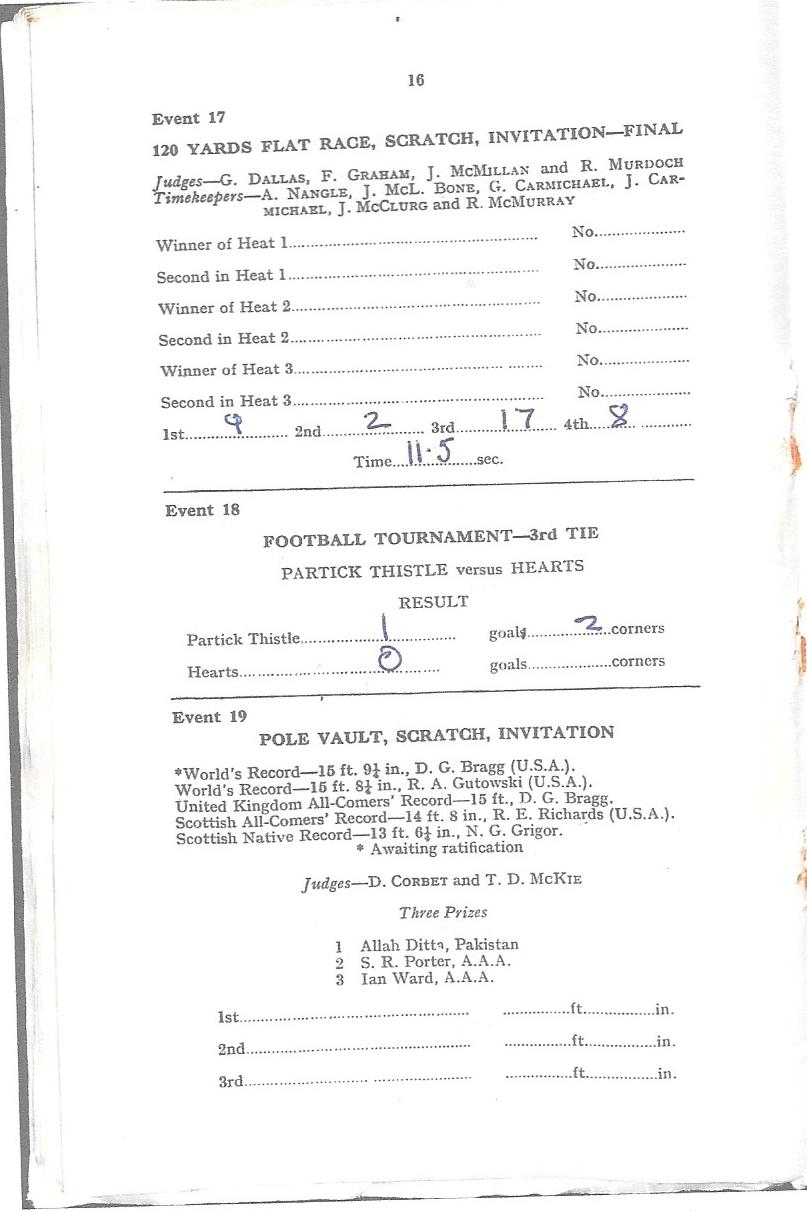 16
Event 17
120 YARDS FLAT RACE, SCRATCH, INVITATION—FINAL
Judges—G. DALLAS, F. GRAHAM, J. MCMILLAN and R. MURDOCH
Timekeepers—A. NANGLE, J. MCL. BONE, G. CARMICHAEL, J. CAR-
MICHAEL, J. MCCLURG and R. MCMURRAY
Winner of Heat 1.................... No....................
Second in Heat 1.................... No....................
Winner of Heat 2.................... No....................
Second in Heat 2.................... No....................
Winner of Heat 3.................... No....................
Second in Heat 3.................... No....................
1st........9........ 2nd........2........ 3rd........17........ 4th........8........
Time....11·5....sec.
Event 18
FOOTBALL TOURNAMENT—3rd TIE
PARTICK THISTLE versus HEARTS
RESULT
Partick Thistle........1........ goals........2........corners
Hearts........0........ goals....................corners
Event 19
POLE VAULT, SCRATCH, INVITATION
*World's Record—15 ft. 9¼ in., D. G. Bragg (U.S.A.).
World's Record—15 ft. 8¼ in., R. A. Gutowski (U.S.A.).
United Kingdom All-Comers' Record—15 ft., D. G. Bragg.
Scottish All-Comers' Record—14 ft. 8 in., R. E. Richards (U.S.A.).
Scottish Native Record—13 ft. 6¼ in., N. G. Grigor.
* Awaiting ratification
Judges—D. CORBET and T. D. MCKIE
Three Prizes
1 Allah Ditta, Pakistan
2 S. R. Porter, A.A.A.
3 Ian Ward, A.A.A.
1st.................... ................ft.................in.
2nd.................... ................ft.................in.
3rd.................... ................ft.................in.